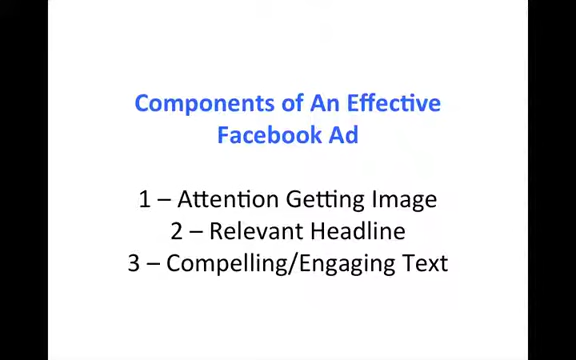 Components of An Effective
Facebook Ad
1 – Attention Getting Image
2 – Relevant Headline
3 – Compelling/Engaging Text